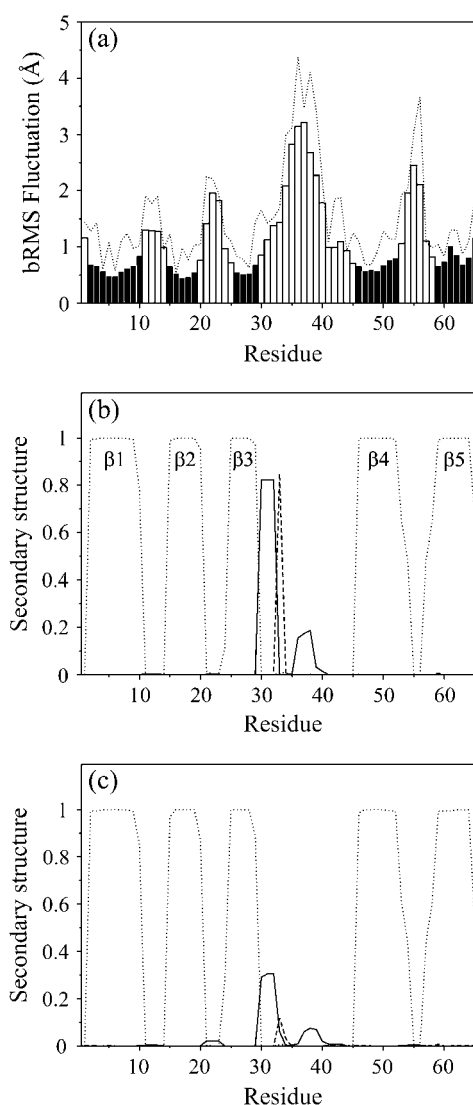 (a)
bRMS Fluctuation (Å)
5
4
3
2
1
0
10 20 30 40 50 60
Residue
(b)
Secondary structure
1
0.8
0.6
0.4
0.2
0
β1 β2 β3 β4 β5
10 20 30 40 50 60
Residue
(c)
Secondary structure
1
0.8
0.6
0.4
0.2
0
10 20 30 40 50 60
Residue